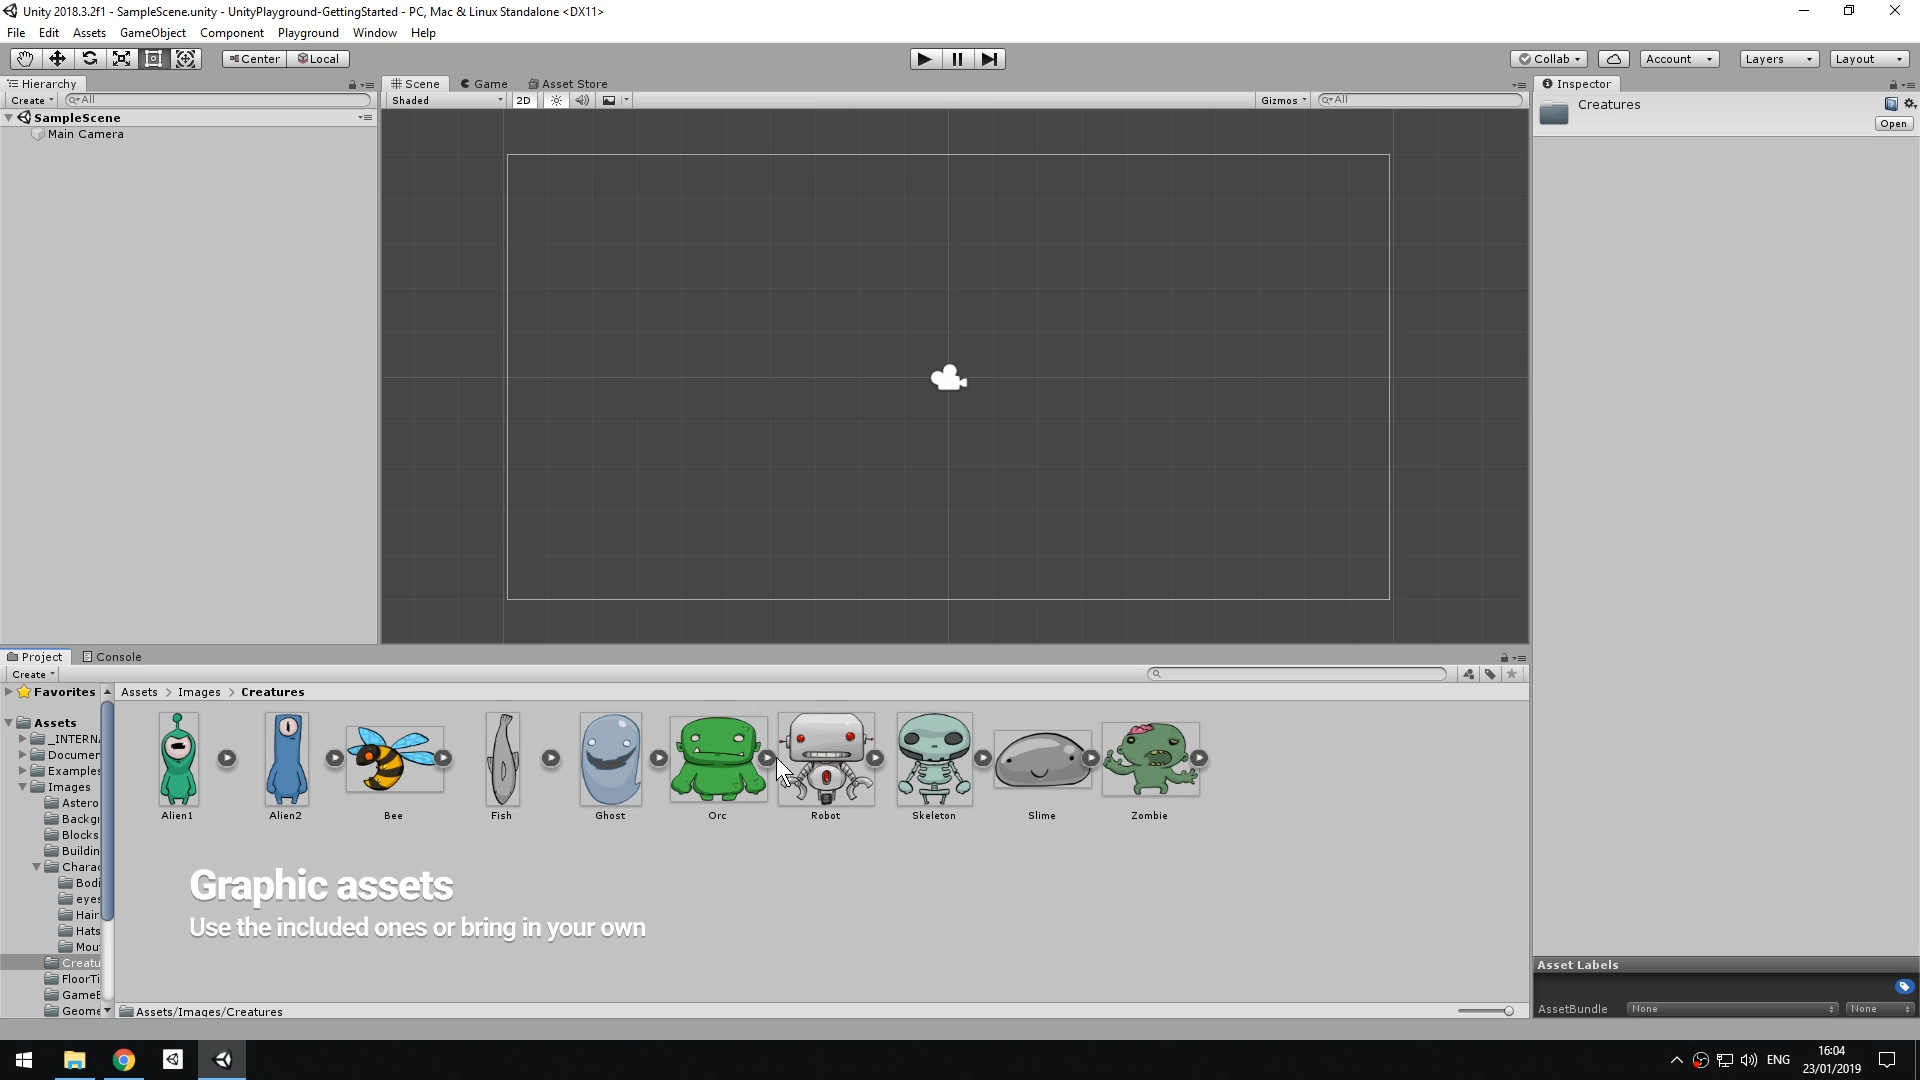 Unity 2018.3.2f1 - SampleScene.unity - UnityPlayground-GettingStarted - PC, Mac & Linux Standalone <DX11>
File Edit Assets GameObject Component Playground Window Help
Center Local
Collab Account Layers Layout
Hierarchy
Create All
SampleScene
Main Camera
Scene Game Asset Store
Shaded 2D Gizmos All
Inspector
Creatures
Open
Project Console
Create
Favorites
Assets > Images > Creatures
Assets
_INTERNA
Documen
Examples
Images
Astero
Backgr
Blocks
Buildin
Charac
Bodi
eyes
Hair
Hats
Mou
Creatu
FloorTi
GameE
Geome
Alien1 Alien2 Bee Fish Ghost Orc Robot Skeleton Slime Zombie
Graphic assets
Use the included ones or bring in your own
Assets/Images/Creatures
Asset Labels
AssetBundle None None
ENG
16:04
23/01/2019